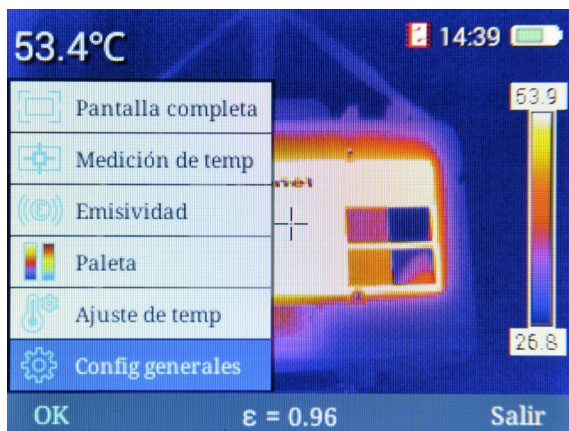 53.4°C
14:39
Pantalla completa
53.9
Medición de temp
((ε))
Emisividad
Paleta
Ajuste de temp
26.8
Config generales
OK
ε = 0.96
Salir